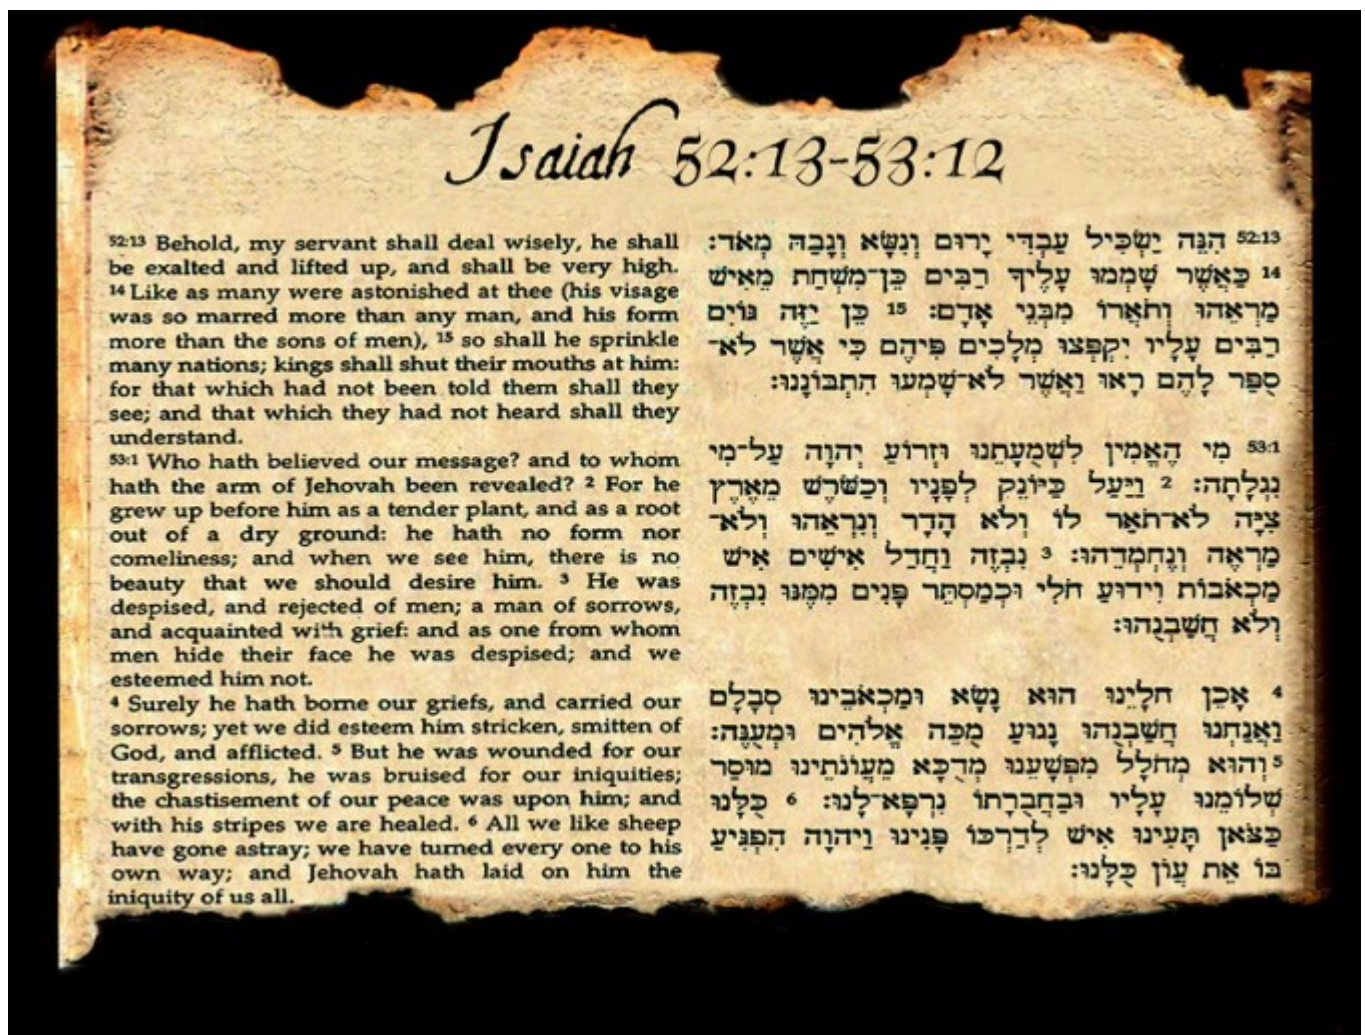 Isaiah 52:13-53:12
52:13 Behold, my servant shall deal wisely, he shall
be exalted and lifted up, and shall be very high.
14 Like as many were astonished at thee (his visage
was so marred more than any man, and his form
more than the sons of men), 15 so shall he sprinkle
many nations; kings shall shut their mouths at him:
for that which had not been told them shall they
see; and that which they had not heard shall they
understand.
53:1 Who hath believed our message? and to whom
hath the arm of Jehovah been revealed? 2 For he
grew up before him as a tender plant, and as a root
out of a dry ground: he hath no form nor
comeliness; and when we see him, there is no
beauty that we should desire him. 3 He was
despised, and rejected of men; a man of sorrows,
and acquainted with grief: and as one from whom
men hide their face he was despised; and we
esteemed him not.
4 Surely he hath borne our griefs, and carried our
sorrows; yet we did esteem him stricken, smitten of
God, and afflicted. 5 But he was wounded for our
transgressions, he was bruised for our iniquities;
the chastisement of our peace was upon him; and
with his stripes we are healed. 6 All we like sheep
have gone astray; we have turned every one to his
own way; and Jehovah hath laid on him the
iniquity of us all.
52:13 הִנֵּה יַשְׂכִּיל עַבְדִּי יָרוּם וְנִשָּׂא וְגָבַהּ מְאֹד׃
14 כַּאֲשֶׁר שָׁמְמוּ עָלֶיךָ רַבִּים כֵּן־מִשְׁחַת מֵאִישׁ
מַרְאֵהוּ וְתֹאֲרוֹ מִבְּנֵי אָדָם׃ 15 כֵּן יַזֶּה גּוֹיִם
רַבִּים עָלָיו יִקְפְּצוּ מְלָכִים פִּיהֶם כִּי אֲשֶׁר לֹא־
סֻפַּר לָהֶם רָאוּ וַאֲשֶׁר לֹא־שָׁמְעוּ הִתְבּוֹנָנוּ׃
53:1 מִי הֶאֱמִין לִשְׁמֻעָתֵנוּ וּזְרוֹעַ יְהוָה עַל־מִי
נִגְלָתָה׃ 2 וַיַּעַל כַּיּוֹנֵק לְפָנָיו וְכַשֹּׁרֶשׁ מֵאֶרֶץ
צִיָּה לֹא־תֹאַר לוֹ וְלֹא הָדָר וְנִרְאֵהוּ וְלֹא־
מַרְאֶה וְנֶחְמְדֵהוּ׃ 3 נִבְזֶה וַחֲדַל אִישִׁים אִישׁ
מַכְאֹבוֹת וִידוּעַ חֹלִי וּכְמַסְתֵּר פָּנִים מִמֶּנּוּ נִבְזֶה
וְלֹא חֲשַׁבְנֻהוּ׃
4 אָכֵן חֳלָיֵנוּ הוּא נָשָׂא וּמַכְאֹבֵינוּ סְבָלָם
וַאֲנַחְנוּ חֲשַׁבְנֻהוּ נָגוּעַ מֻכֵּה אֱלֹהִים וּמְעֻנֶּה׃
5 וְהוּא מְחֹלָל מִפְּשָׁעֵנוּ מְדֻכָּא מֵעֲוֹנֹתֵינוּ מוּסַר
שְׁלוֹמֵנוּ עָלָיו וּבַחֲבֻרָתוֹ נִרְפָּא־לָנוּ׃ 6 כֻּלָּנוּ
כַּצֹּאן תָּעִינוּ אִישׁ לְדַרְכּוֹ פָּנִינוּ וַיהוָה הִפְגִּיעַ
בּוֹ אֵת עֲוֹן כֻּלָּנוּ׃